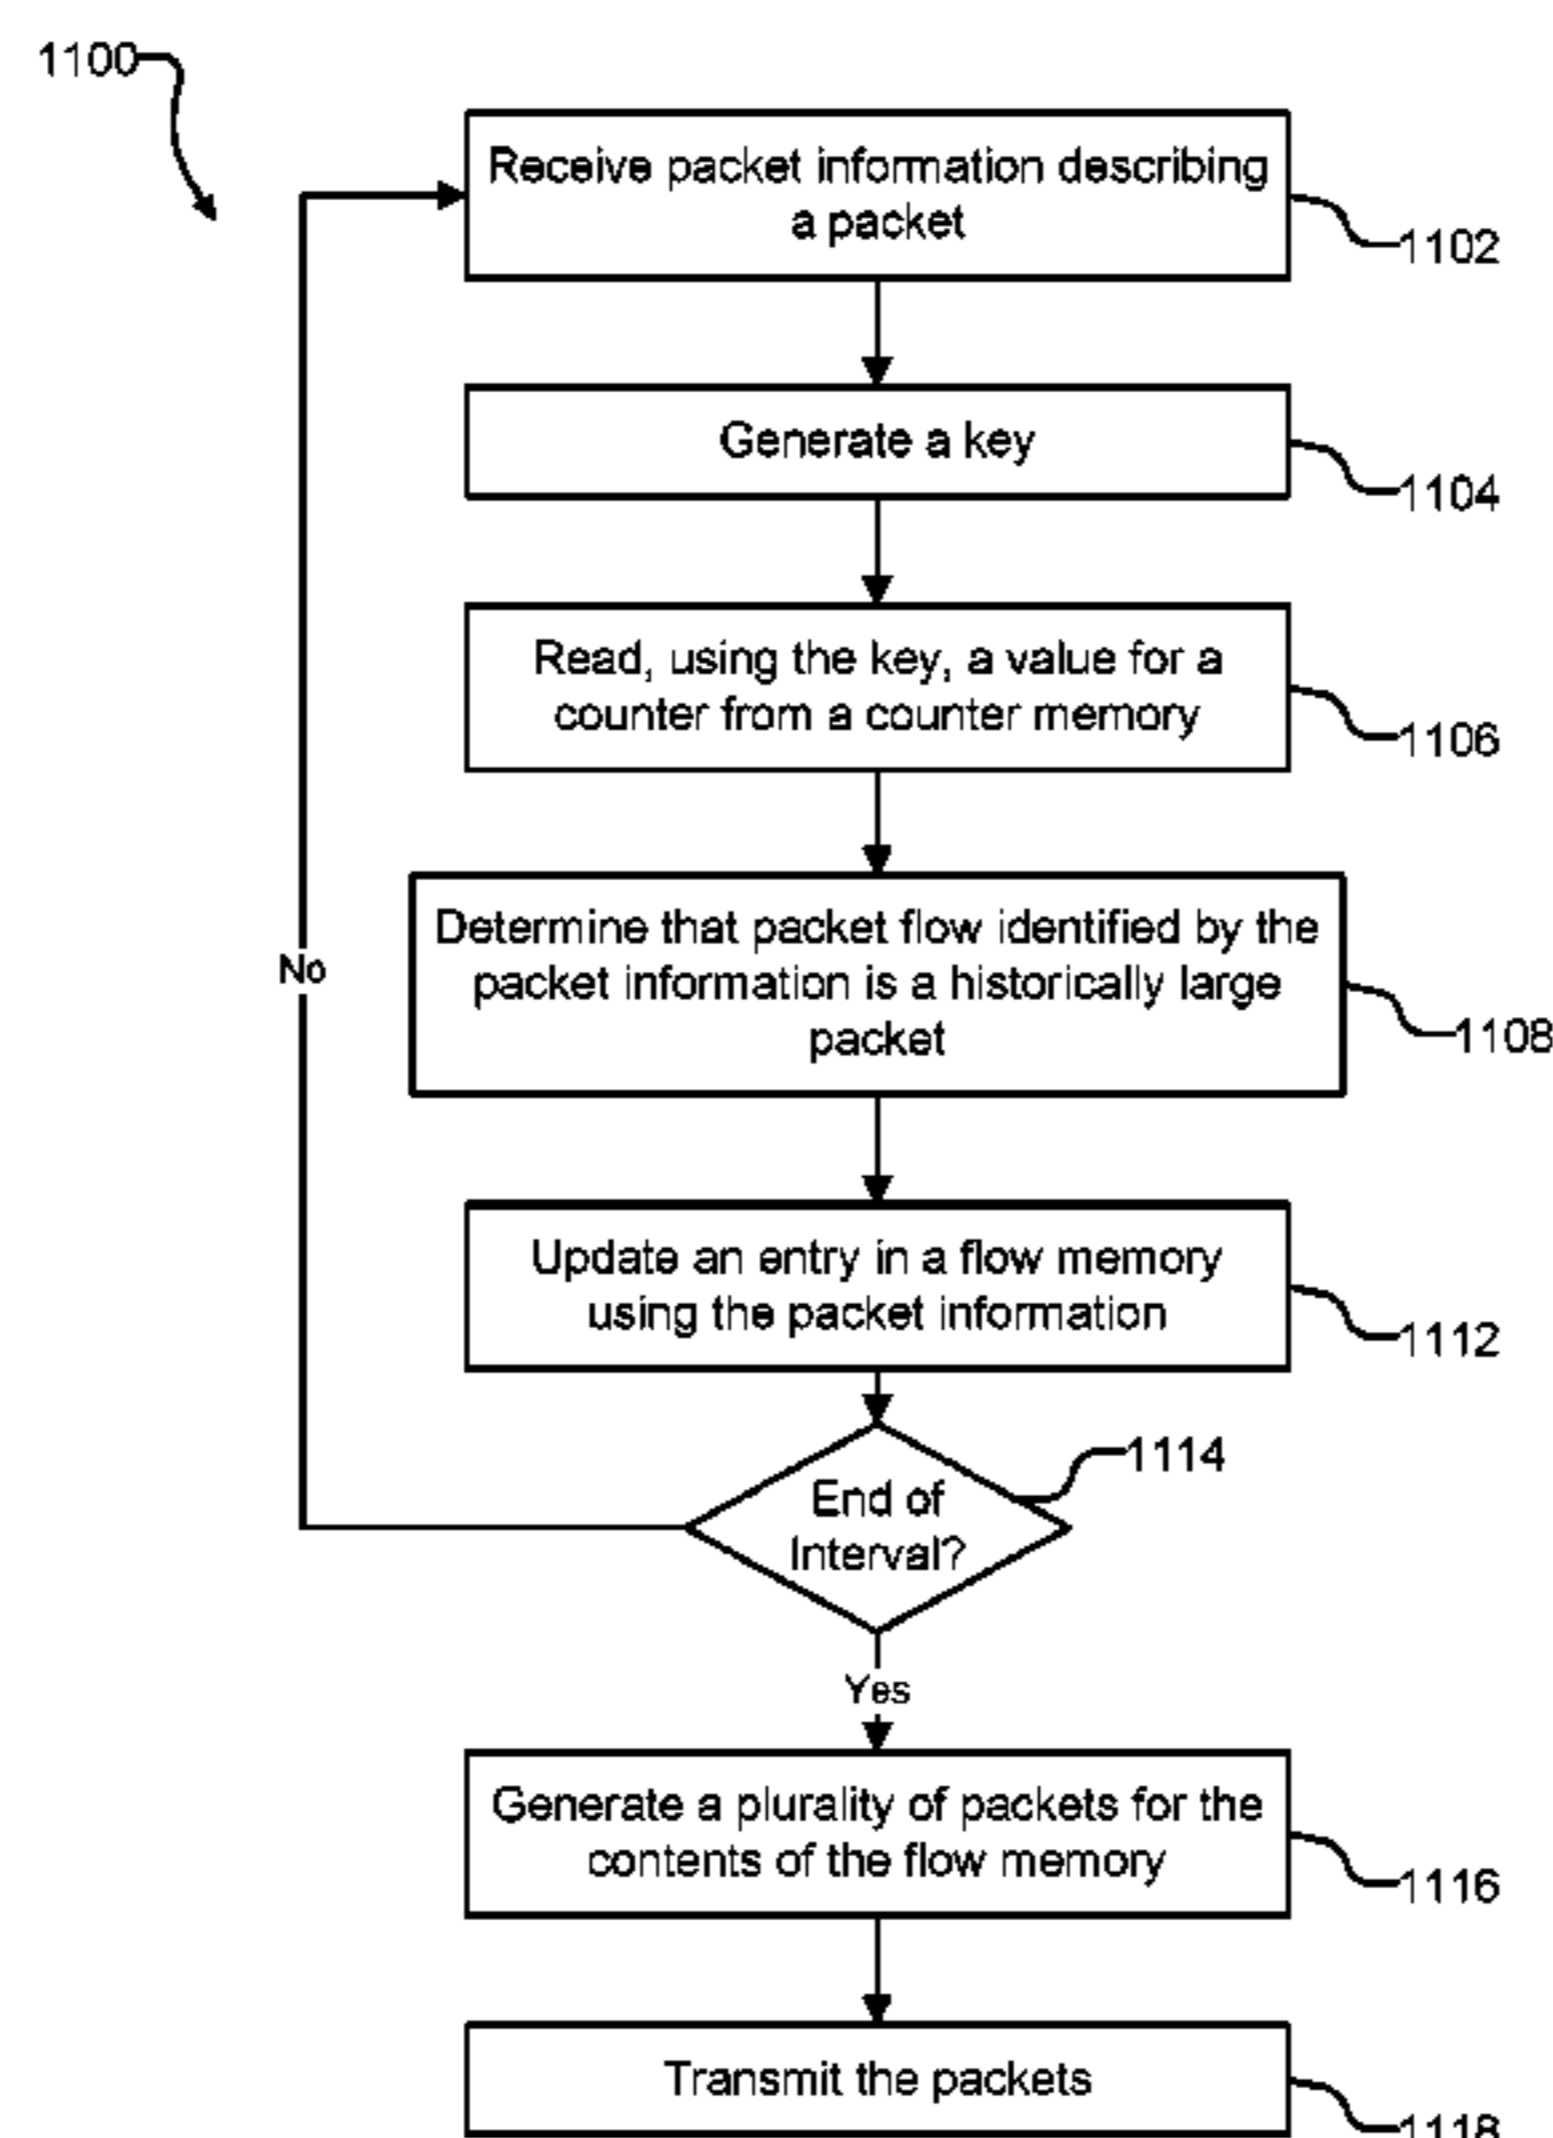 1100
Receive packet information describing
a packet
1102
Generate a key
1104
Read, using the key, a value for a
counter from a counter memory
1106
Determine that packet flow identified by the
packet information is a historically large
packet
1108
No
Update an entry in a flow memory
using the packet information
1112
1114
End of
Interval?
Yes
Generate a plurality of packets for the
contents of the flow memory
1116
Transmit the packets
1118